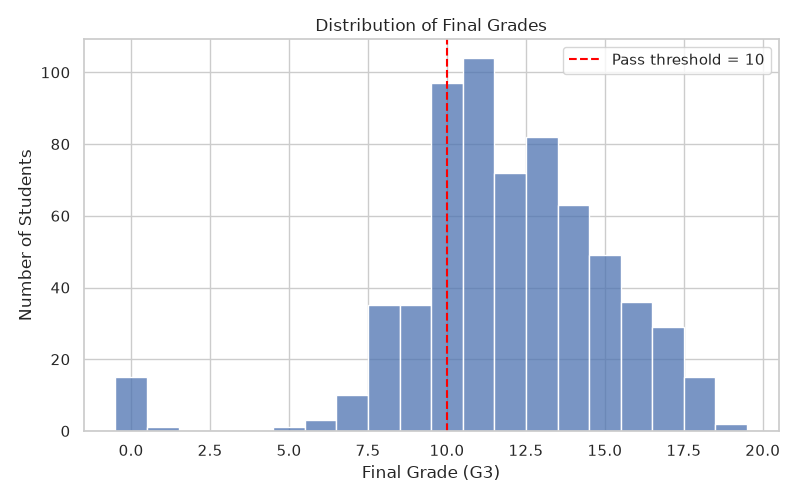 Distribution of Final Grades
Pass threshold = 10
Number of Students
100
80
60
40
20
0
0.0 2.5 5.0 7.5 10.0 12.5 15.0 17.5 20.0
Final Grade (G3)